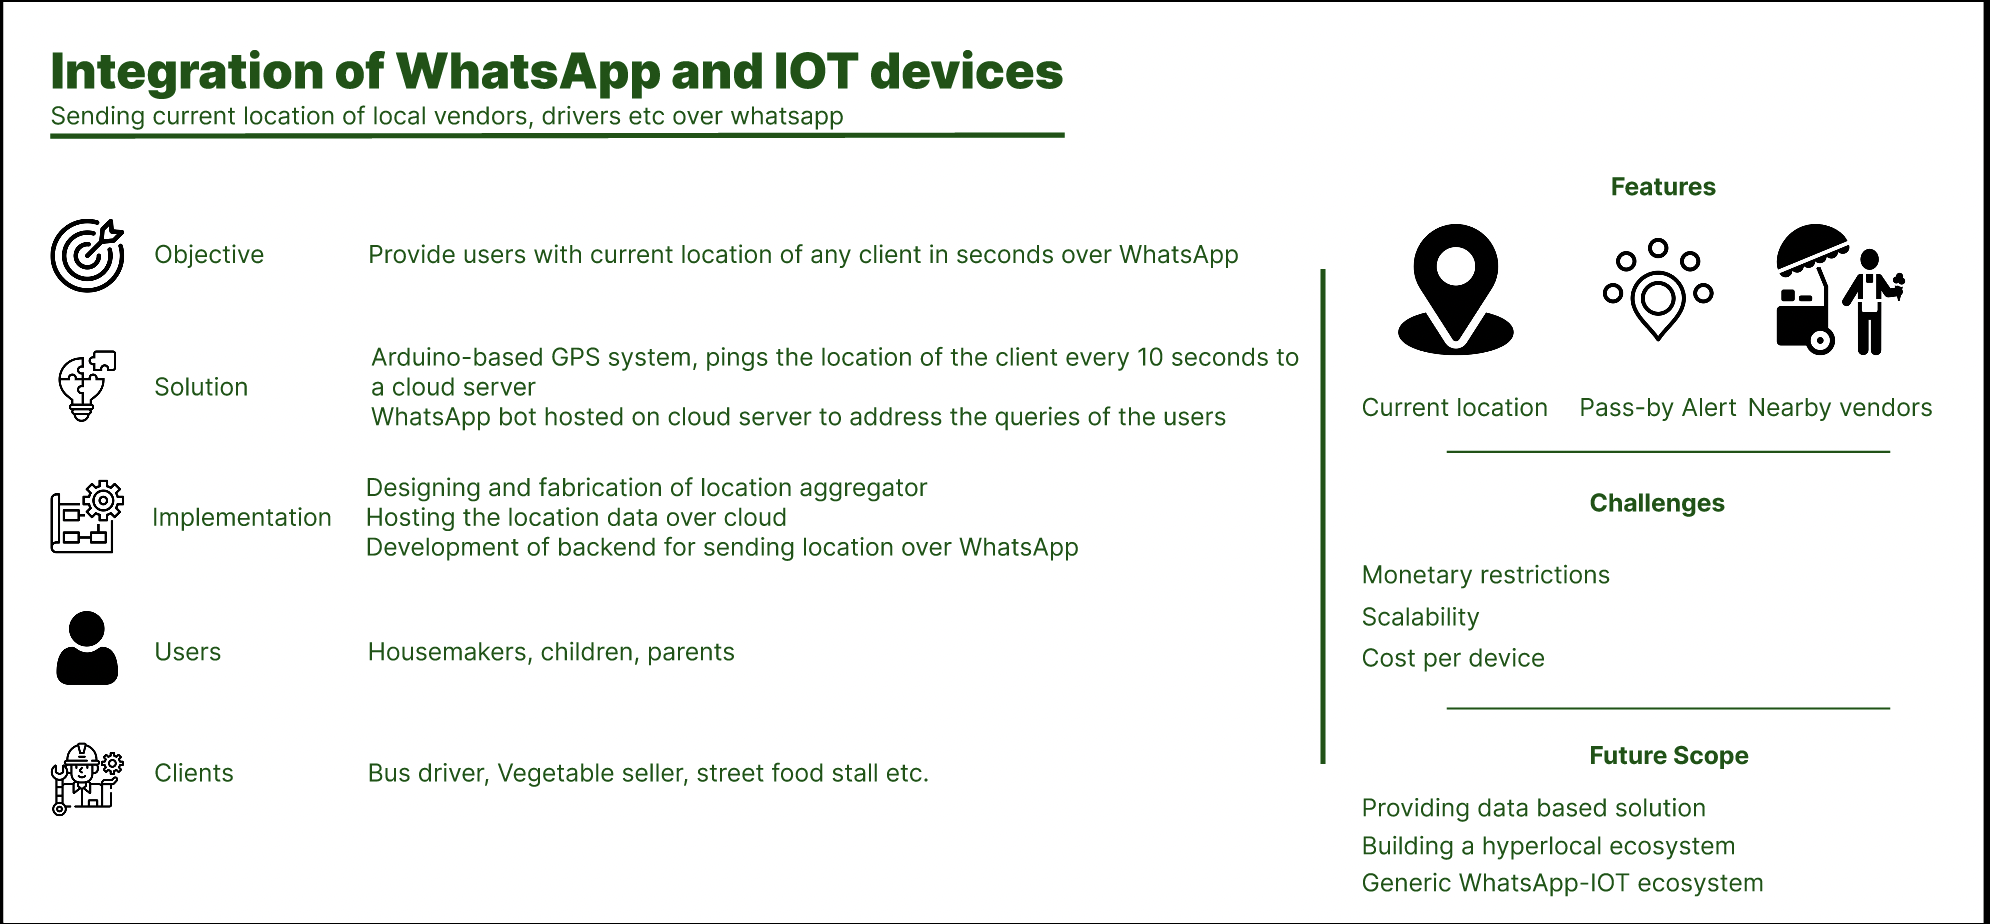 Integration of WhatsApp and IOT devices
Sending current location of local vendors, drivers etc over whatsapp
Objective
Provide users with current location of any client in seconds over WhatsApp
Solution
Arduino-based GPS system, pings the location of the client every 10 seconds to
a cloud server
WhatsApp bot hosted on cloud server to address the queries of the users
Implementation
Designing and fabrication of location aggregator
Hosting the location data over cloud
Development of backend for sending location over WhatsApp
Users
Housemakers, children, parents
Clients
Bus driver, Vegetable seller, street food stall etc.
Features
Current location
Pass-by Alert
Nearby vendors
Challenges
Monetary restrictions
Scalability
Cost per device
Future Scope
Providing data based solution
Building a hyperlocal ecosystem
Generic WhatsApp-IOT ecosystem